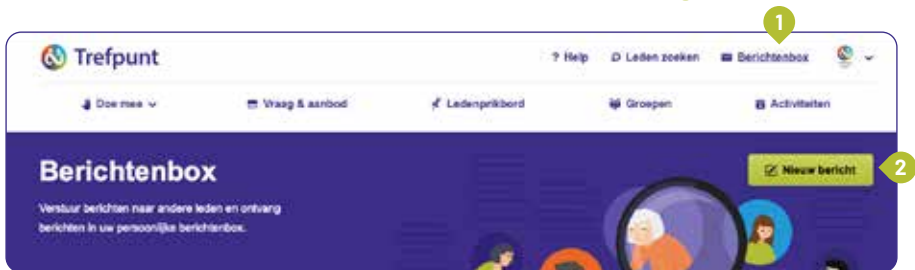 1
Trefpunt
? Help Leden zoeken Berichtenbox
Doe mee Vraag & aanbod Ledenprikbord Groepen Activiteiten
Berichtenbox
Nieuw bericht 2
Verstuur berichten naar andere leden en ontvang
berichten in uw persoonlijke berichtenbox.